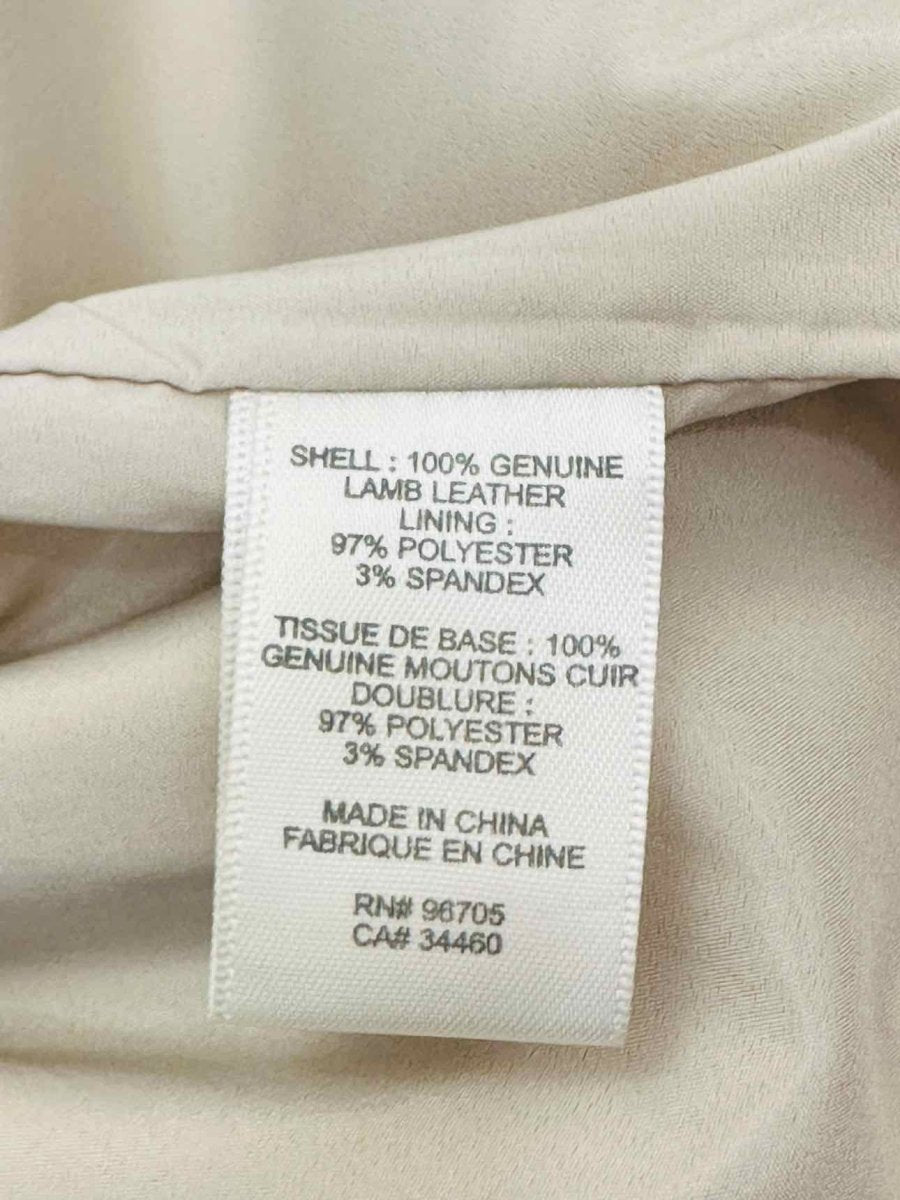 SHELL : 100% GENUINE
LAMB LEATHER
LINING :
97% POLYESTER
3% SPANDEX
TISSUE DE BASE : 100%
GENUINE MOUTONS CUIR
DOUBLURE :
97% POLYESTER
3% SPANDEX
MADE IN CHINA
FABRIQUE EN CHINE
RN# 96705
CA# 34460